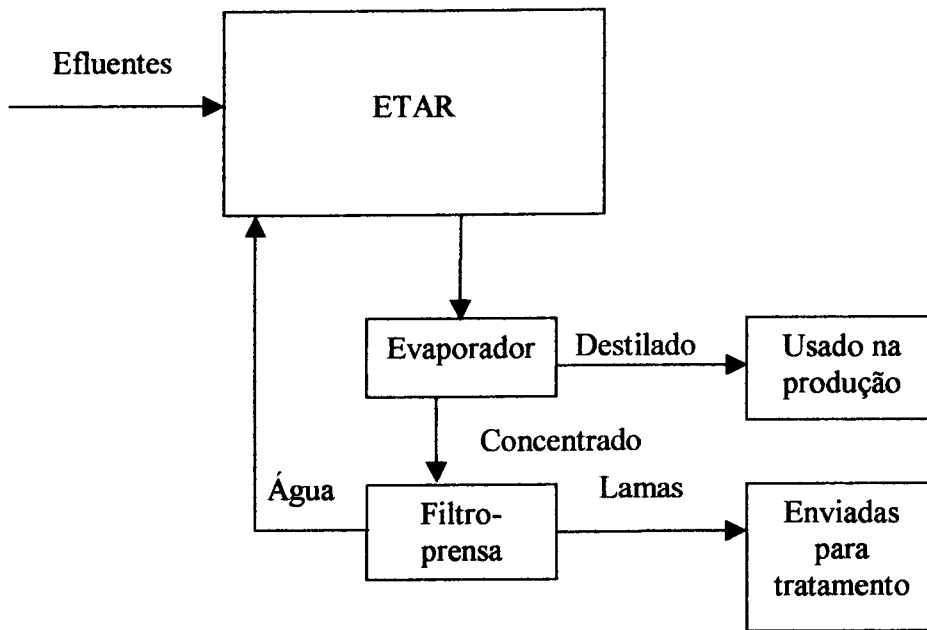 Efluentes
ETAR
Evaporador
Destilado
Usado na
produção
Concentrado
Água
Filtro-
prensa
Lamas
Enviadas
para
tratamento